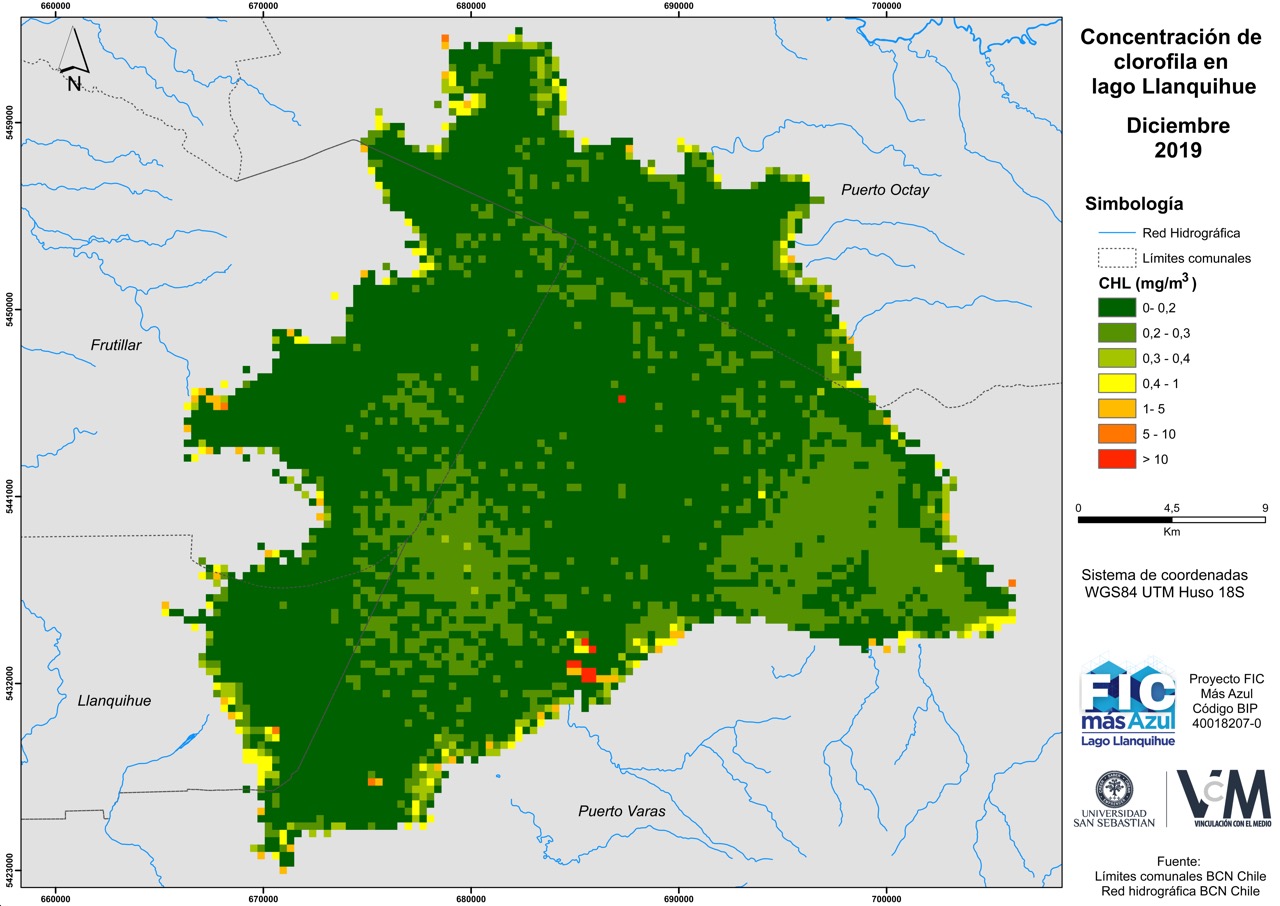 660000
670000
680000
690000
700000
Concentración de
clorofila en
lago Llanquihue
Diciembre
2019
N
5459000
5450000
5441000
5432000
5423000
Puerto Octay
Frutillar
Llanquihue
Puerto Varas
Simbología
Red Hidrográfica
Límites comunales
CHL (mg/m3 )
0- 0,2
0,2 - 0,3
0,3 - 0,4
0,4 - 1
1- 5
5 - 10
> 10
0 4,5 9
Km
Sistema de coordenadas
WGS84 UTM Huso 18S
FIC
más Azul
Lago Llanquihue
Proyecto FIC
Más Azul
Código BIP
40018207-0
UNIVERSIDAD
SAN SEBASTIAN
VcM
VINCULACIÓN CON EL MEDIO
Fuente:
Límites comunales BCN Chile
Red hidrográfica BCN Chile
660000
670000
680000
690000
700000